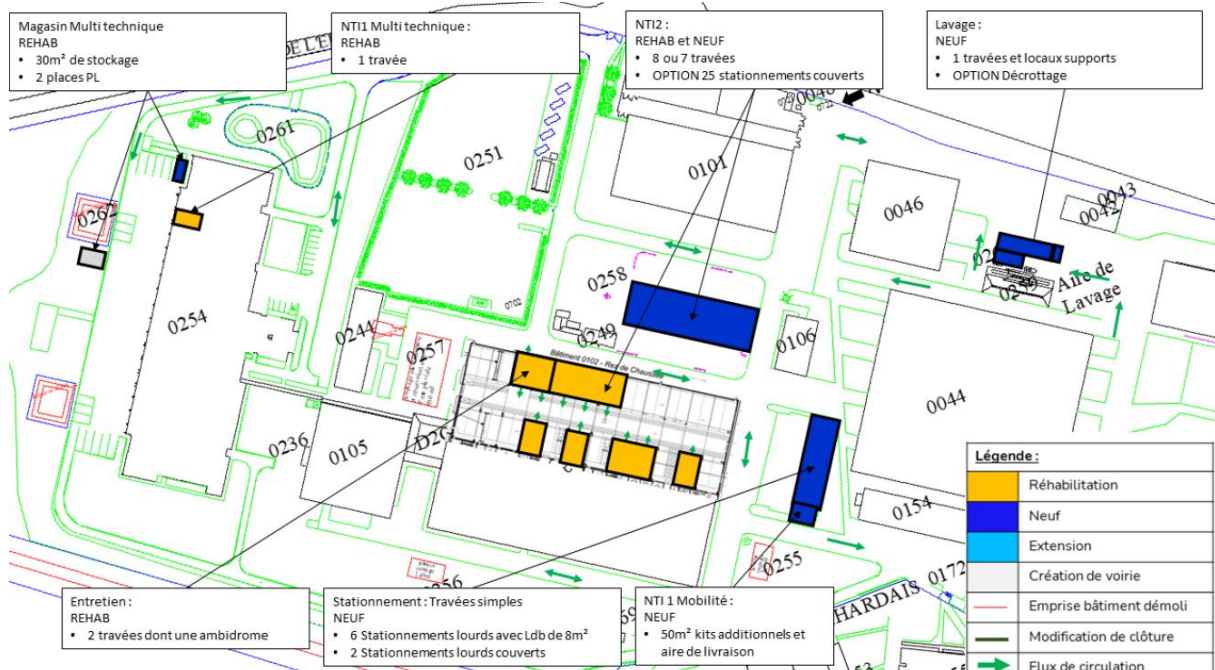 Magasin Multi technique
REHAB
• 30m² de stockage
• 2 places PL
NTI1 Multi technique :
REHAB
• 1 travée
NTI2 :
REHAB et NEUF
• 8 ou 7 travées
• OPTION 25 stationnements couverts
Lavage :
NEUF
• 1 travées et locaux supports
• OPTION Décrottage
0261
0251
0101
0046
0043
0042
0262
0258
0702
0254
0244
0257
0249
0106
Aire de
Lavage
Bâtiment 0102 - Rez de Chaussée
0044
0236
0105
0154
0255
0256
0172
HARDAIS
Entretien :
REHAB
• 2 travées dont une ambidrome
Stationnement : Travées simples
NEUF
• 6 Stationnements lourds avec Ldb de 8m²
• 2 Stationnements lourds couverts
NTI 1 Mobilité :
NEUF
• 50m² kits additionnels et
aire de livraison
Légende :
Réhabilitation
Neuf
Extension
Création de voirie
Emprise bâtiment démoli
Modification de clôture
Flux de circulation